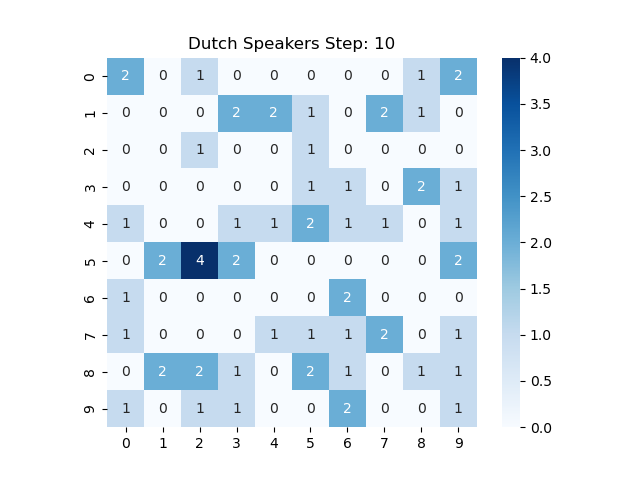 Dutch Speakers Step: 10
0 2 0 1 0 0 0 0 0 1 2
1 0 0 0 2 2 1 0 2 1 0
2 0 0 1 0 0 1 0 0 0 0
3 0 0 0 0 0 1 1 0 2 1
4 1 0 0 1 1 2 1 1 0 1
5 0 2 4 2 0 0 0 0 0 2
6 1 0 0 0 0 0 2 0 0 0
7 1 0 0 0 1 1 1 2 0 1
8 0 2 2 1 0 2 1 0 1 1
9 1 0 1 1 0 0 2 0 0 1
0 1 2 3 4 5 6 7 8 9
4.0
3.5
3.0
2.5
2.0
1.5
1.0
0.5
0.0